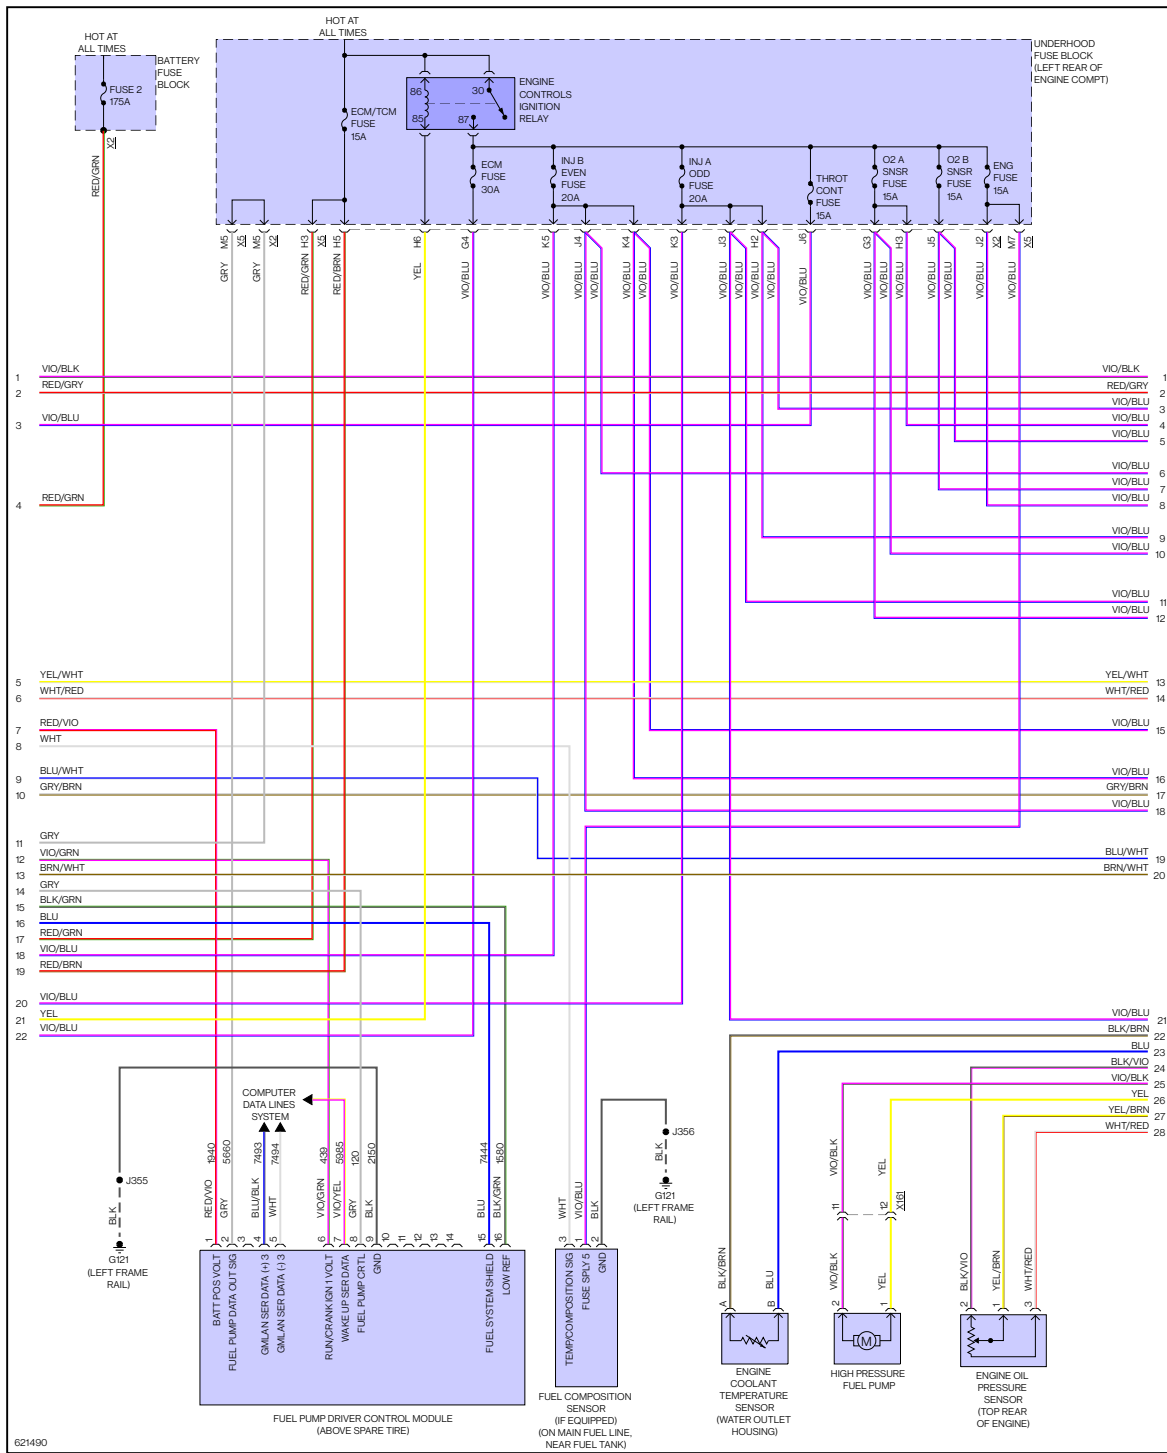 HOT AT
ALL TIMES
BATTERY
FUSE
BLOCK
FUSE 2
175A
X2
RED/GRN
HOT AT
ALL TIMES
UNDERHOOD
FUSE BLOCK
(LEFT REAR OF
ENGINE COMPT)
ECM/TCM
FUSE
15A
86
30
85
87
ENGINE
CONTROLS
IGNITION
RELAY
ECM
FUSE
30A
INJ B
EVEN
FUSE
20A
INJ A
ODD
FUSE
20A
THROT
CONT
FUSE
15A
O2 A
SNSR
FUSE
15A
O2 B
SNSR
FUSE
15A
ENG
FUSE
15A
M5 X5 M5 X2 H3 X5 H5 H6 G4 K5 J4 K4 K3 J3 H2 J6 G3 H3 J5 J2 X2 M7 X5
GRY GRY RED/GRN RED/BRN YEL VIO/BLU VIO/BLU VIO/BLU VIO/BLU VIO/BLU VIO/BLU VIO/BLU VIO/BLU VIO/BLU VIO/BLU VIO/BLU VIO/BLU VIO/BLU VIO/BLU VIO/BLU VIO/BLU VIO/BLU VIO/BLU VIO/BLU
1 VIO/BLK
2 RED/GRY
3 VIO/BLU
4 RED/GRN
5 YEL/WHT
6 WHT/RED
7 RED/VIO
8 WHT
9 BLU/WHT
10 GRY/BRN
11 GRY
12 VIO/GRN
13 BRN/WHT
14 GRY
15 BLK/GRN
16 BLU
17 RED/GRN
18 VIO/BLU
19 RED/BRN
20 VIO/BLU
21 YEL
22 VIO/BLU
VIO/BLK 1
RED/GRY 2
VIO/BLU 3
VIO/BLU 4
VIO/BLU 5
VIO/BLU 6
VIO/BLU 7
VIO/BLU 8
VIO/BLU 9
VIO/BLU 10
VIO/BLU 11
VIO/BLU 12
YEL/WHT 13
WHT/RED 14
VIO/BLU 15
VIO/BLU 16
GRY/BRN 17
VIO/BLU 18
BLU/WHT 19
BRN/WHT 20
VIO/BLU 21
BLK/BRN 22
BLU 23
BLK/VIO 24
VIO/BLK 25
YEL 26
YEL/BRN 27
WHT/RED 28
COMPUTER
DATA LINES
SYSTEM
J355
BLK
G121
(LEFT FRAME
RAIL)
1940 5660 7493 7494 439 5985 120 2150 7444 1580
RED/VIO GRY BLU/BLK WHT VIO/GRN VIO/YEL GRY BLK BLU BLK/GRN
1 2 3 4 5 6 7 8 9 10 11 12 13 14 15 16
BATT POS VOLT
FUEL PUMP DATA OUT SIG
GMLAN SER DATA (+) 3
GMLAN SER DATA (-) 3
RUN/CRANK IGN 1 VOLT
WAKE UP SER DATA
FUEL PUMP CRTL
GND
FUEL SYSTEM SHIELD
LOW REF
FUEL PUMP DRIVER CONTROL MODULE
(ABOVE SPARE TIRE)
J356
BLK
G121
(LEFT FRAME
RAIL)
WHT VIO/BLU BLK
3 1 2
TEMP/COMPOSITION SIG
FUSE SPLY 5
GND
FUEL COMPOSITION
SENSOR
(IF EQUIPPED)
(ON MAIN FUEL LINE,
NEAR FUEL TANK)
BLK/BRN BLU
A B
ENGINE
COOLANT
TEMPERATURE
SENSOR
(WATER OUTLET
HOUSING)
VIO/BLK YEL
11 12 X161
VIO/BLK YEL
2 1
M
HIGH PRESSURE
FUEL PUMP
BLK/VIO YEL/BRN WHT/RED
2 1 3
ENGINE OIL
PRESSURE
SENSOR
(TOP REAR
OF ENGINE)
621490